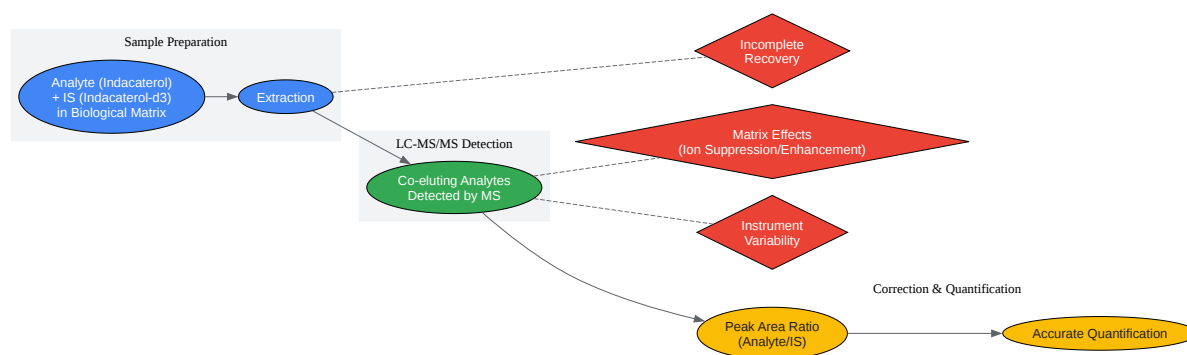 Sample Preparation
Analyte (Indacaterol)
+ IS (Indacaterol-d3)
in Biological Matrix
Extraction
Incomplete
Recovery
LC-MS/MS Detection
Co-eluting Analytes
Detected by MS
Matrix Effects
(Ion Suppression/Enhancement)
Instrument
Variability
Correction & Quantification
Peak Area Ratio
(Analyte/IS)
Accurate Quantification